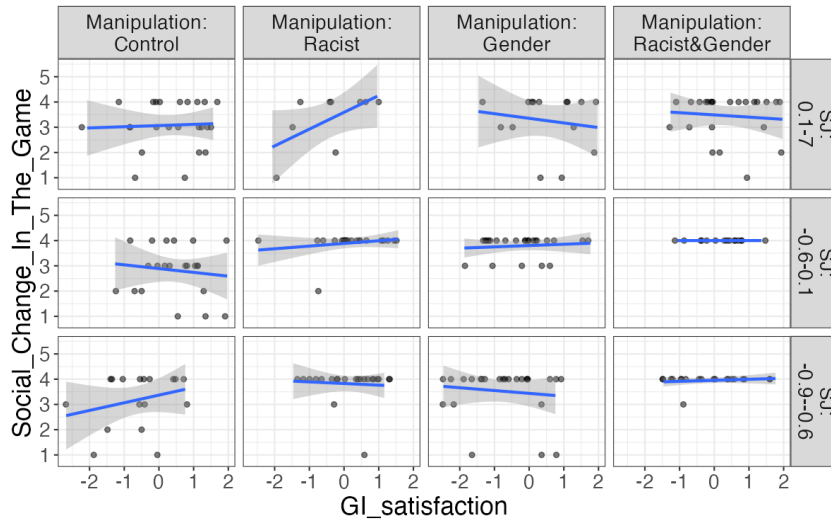 Manipulation: Manipulation: Manipulation: Manipulation:
Control Racist Gender Racist&Gender
Social_Change_In_The_Game
5
4
3
2
1
SJ:
0.1-7
5
4
3
2
1
SJ:
-0.6-0.1
5
4
3
2
1
SJ:
-0.9--0.6
-2 -1 0 1 2 -2 -1 0 1 2 -2 -1 0 1 2 -2 -1 0 1 2
GI_satisfaction